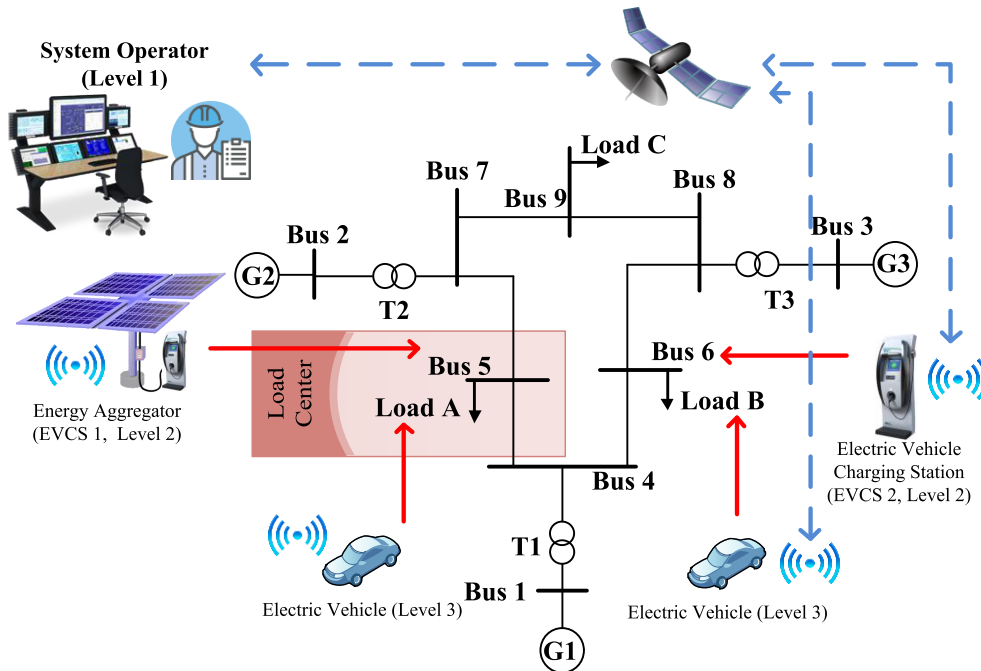 System Operator
(Level 1)
Load C
Bus 7
Bus 9
Bus 8
Bus 2
Bus 3
G2
G3
T2
T3
Bus 5
Bus 6
Load
Center
Load A
Load B
Energy Aggregator
(EVCS 1, Level 2)
Electric Vehicle
Charging Station
(EVCS 2, Level 2)
Bus 4
T1
Bus 1
Electric Vehicle (Level 3)
Electric Vehicle (Level 3)
G1